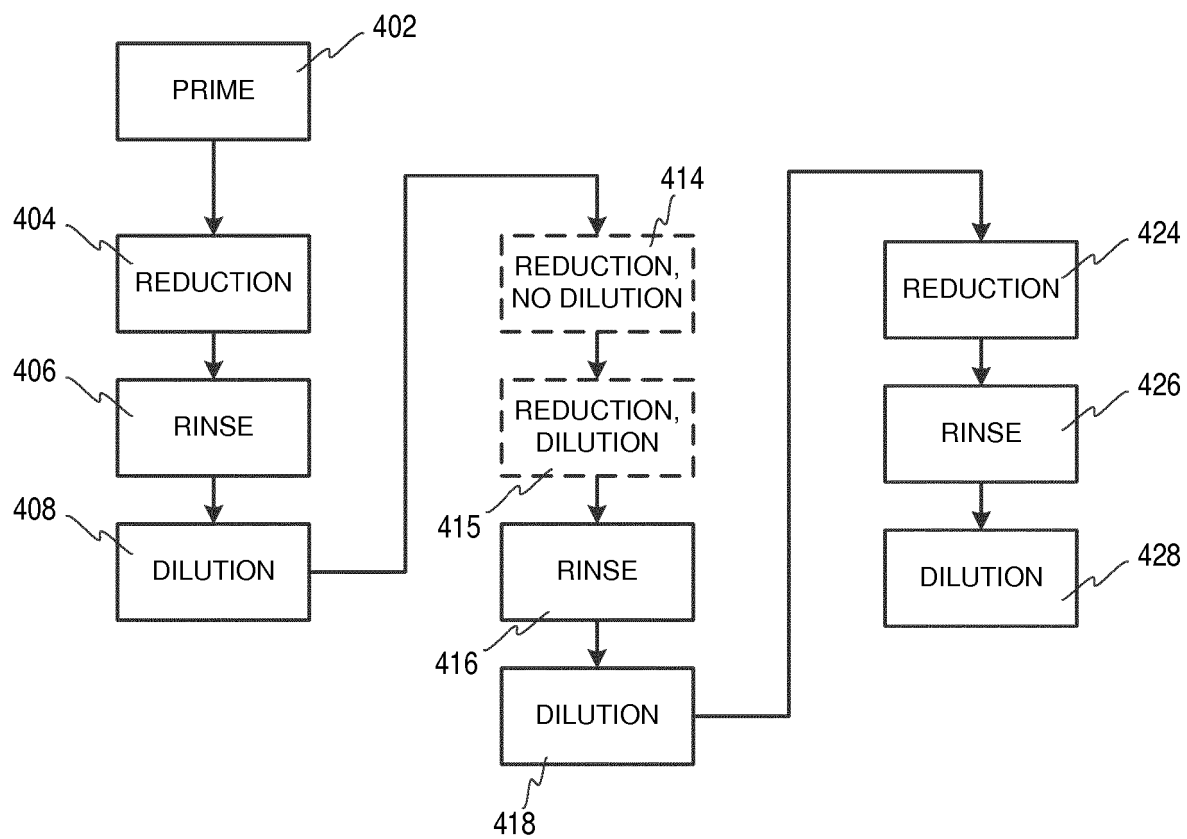 402
PRIME
404
REDUCTION
406
RINSE
408
DILUTION
414
REDUCTION,
NO DILUTION
REDUCTION,
DILUTION
415
RINSE
416
DILUTION
418
424
REDUCTION
426
RINSE
428
DILUTION